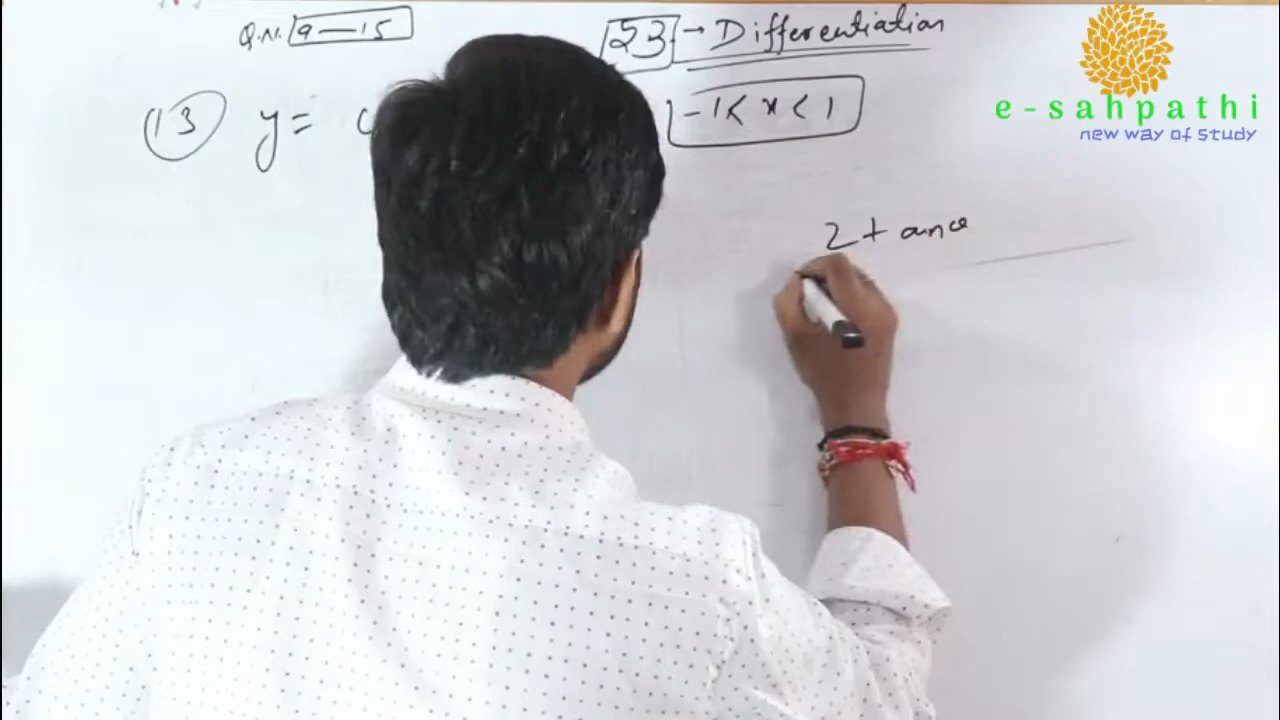 Q.N. 9 — 15
23 → Differentiation
e-sahpathi
new way of study
13 y = -1 < x < 1
2 tan